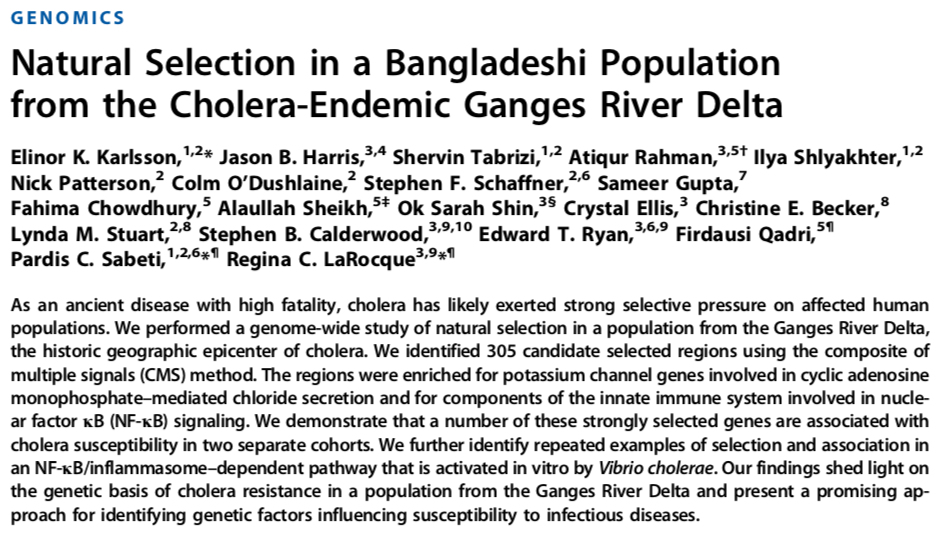 GENOMICS
Natural Selection in a Bangladeshi Population
from the Cholera-Endemic Ganges River Delta
Elinor K. Karlsson,1,2* Jason B. Harris,3,4 Shervin Tabrizi,1,2 Atiqur Rahman,3,5† Ilya Shlyakhter,1,2
Nick Patterson,2 Colm O'Dushlaine,2 Stephen F. Schaffner,2,6 Sameer Gupta,7
Fahima Chowdhury,5 Alaullah Sheikh,5‡ Ok Sarah Shin,3§ Crystal Ellis,3 Christine E. Becker,8
Lynda M. Stuart,2,8 Stephen B. Calderwood,3,9,10 Edward T. Ryan,3,6,9 Firdausi Qadri,5¶
Pardis C. Sabeti,1,2,6*¶ Regina C. LaRocque3,9*¶
As an ancient disease with high fatality, cholera has likely exerted strong selective pressure on affected human
populations. We performed a genome-wide study of natural selection in a population from the Ganges River Delta,
the historic geographic epicenter of cholera. We identified 305 candidate selected regions using the composite of
multiple signals (CMS) method. The regions were enriched for potassium channel genes involved in cyclic adenosine
monophosphate–mediated chloride secretion and for components of the innate immune system involved in nucle-
ar factor κB (NF-κB) signaling. We demonstrate that a number of these strongly selected genes are associated with
cholera susceptibility in two separate cohorts. We further identify repeated examples of selection and association in
an NF-κB/inflammasome–dependent pathway that is activated in vitro by Vibrio cholerae. Our findings shed light on
the genetic basis of cholera resistance in a population from the Ganges River Delta and present a promising ap-
proach for identifying genetic factors influencing susceptibility to infectious diseases.